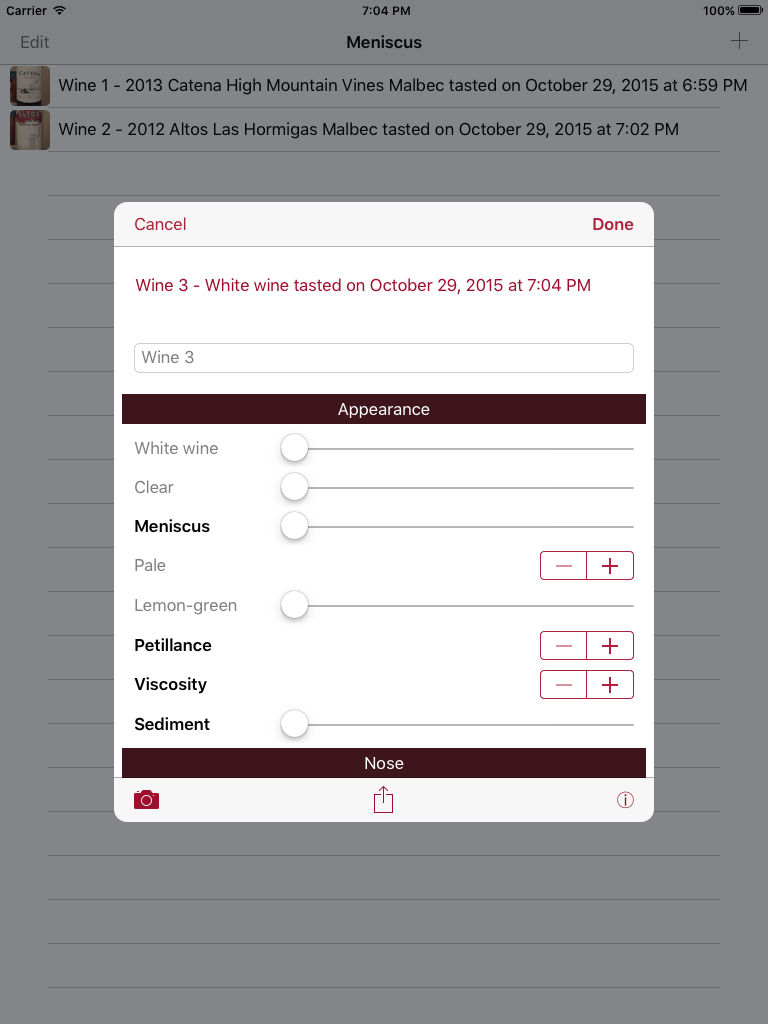 Carrier 7:04 PM 100%
Edit Meniscus
CATENA
Wine 1 - 2013 Catena High Mountain Vines Malbec tasted on October 29, 2015 at 6:59 PM
ALTOS
Wine 2 - 2012 Altos Las Hormigas Malbec tasted on October 29, 2015 at 7:02 PM
Cancel Done
Wine 3 - White wine tasted on October 29, 2015 at 7:04 PM
Wine 3
Appearance
White wine
Clear
Meniscus
Pale
Lemon-green
Petillance
Viscosity
Sediment
Nose